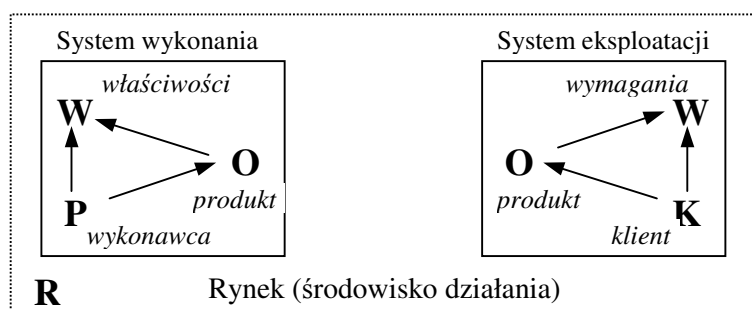 System wykonania
System eksploatacji
właściwości
W
O
produkt
P
wykonawca
wymagania
W
O
produkt
K
klient
R
Rynek (środowisko działania)